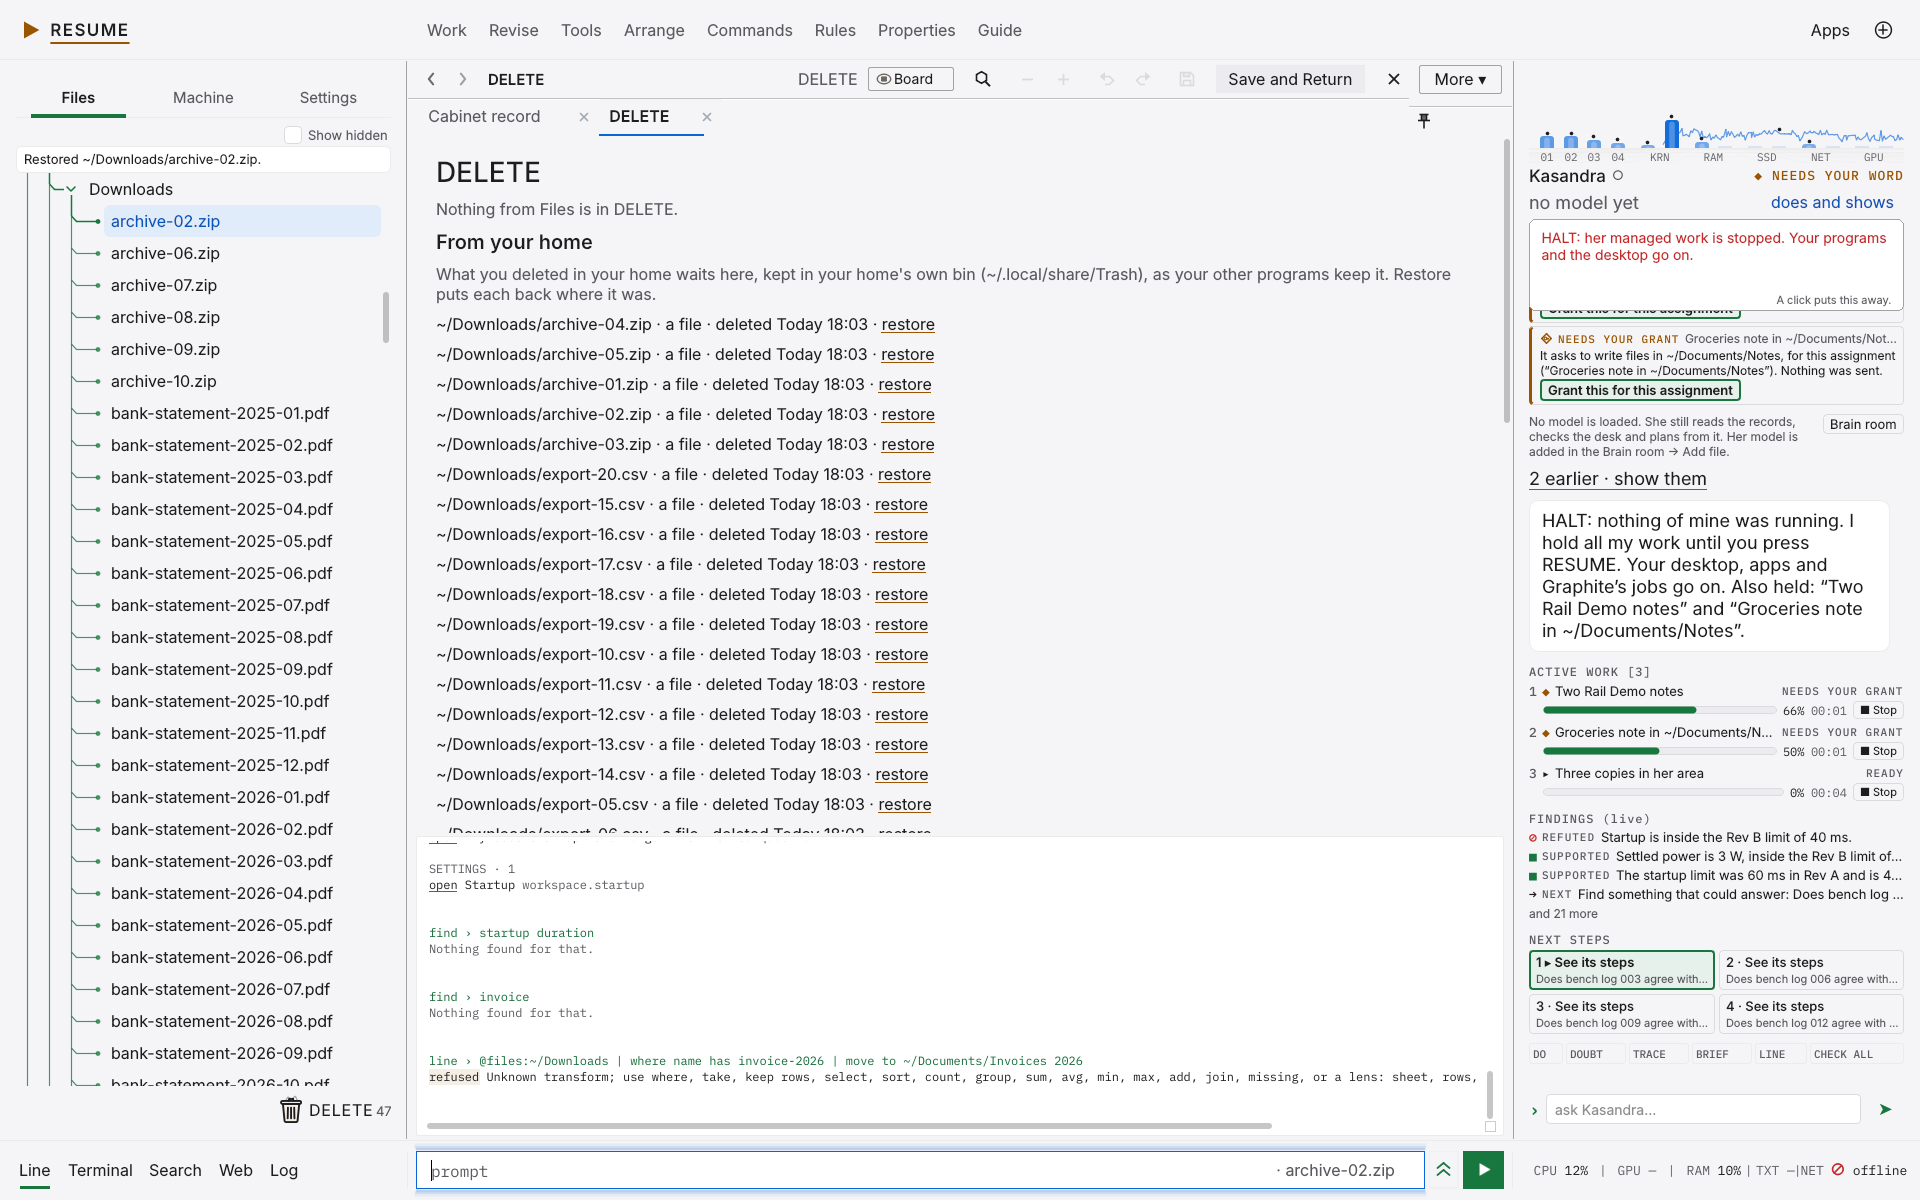 RESUME
Work Revise Tools Arrange Commands Rules Properties Guide
Apps
Files Machine Settings
Show hidden
Restored ~/Downloads/archive-02.zip.
Downloads
archive-02.zip
archive-06.zip
archive-07.zip
archive-08.zip
archive-09.zip
archive-10.zip
bank-statement-2025-01.pdf
bank-statement-2025-02.pdf
bank-statement-2025-03.pdf
bank-statement-2025-04.pdf
bank-statement-2025-05.pdf
bank-statement-2025-06.pdf
bank-statement-2025-07.pdf
bank-statement-2025-08.pdf
bank-statement-2025-09.pdf
bank-statement-2025-10.pdf
bank-statement-2025-11.pdf
bank-statement-2025-12.pdf
bank-statement-2026-01.pdf
bank-statement-2026-02.pdf
bank-statement-2026-03.pdf
bank-statement-2026-04.pdf
bank-statement-2026-05.pdf
bank-statement-2026-06.pdf
bank-statement-2026-07.pdf
bank-statement-2026-08.pdf
bank-statement-2026-09.pdf
bank-statement-2026-10.pdf
DELETE 47
DELETE
DELETE Board Save and Return More ▾
Cabinet record DELETE
DELETE
Nothing from Files is in DELETE.
From your home
What you deleted in your home waits here, kept in your home's own bin (~/.local/share/Trash), as your other programs keep it. Restore
puts each back where it was.
~/Downloads/archive-04.zip · a file · deleted Today 18:03 · restore
~/Downloads/archive-05.zip · a file · deleted Today 18:03 · restore
~/Downloads/archive-01.zip · a file · deleted Today 18:03 · restore
~/Downloads/archive-02.zip · a file · deleted Today 18:03 · restore
~/Downloads/archive-03.zip · a file · deleted Today 18:03 · restore
~/Downloads/export-20.csv · a file · deleted Today 18:03 · restore
~/Downloads/export-15.csv · a file · deleted Today 18:03 · restore
~/Downloads/export-16.csv · a file · deleted Today 18:03 · restore
~/Downloads/export-17.csv · a file · deleted Today 18:03 · restore
~/Downloads/export-18.csv · a file · deleted Today 18:03 · restore
~/Downloads/export-19.csv · a file · deleted Today 18:03 · restore
~/Downloads/export-10.csv · a file · deleted Today 18:03 · restore
~/Downloads/export-11.csv · a file · deleted Today 18:03 · restore
~/Downloads/export-12.csv · a file · deleted Today 18:03 · restore
~/Downloads/export-13.csv · a file · deleted Today 18:03 · restore
~/Downloads/export-14.csv · a file · deleted Today 18:03 · restore
~/Downloads/export-05.csv · a file · deleted Today 18:03 · restore
~/Downloads/export-06.csv · a file · deleted Today 18:03 · restore
SETTINGS · 1
open Startup workspace.startup
find › startup duration
Nothing found for that.
find › invoice
Nothing found for that.
line › @files:~/Downloads | where name has invoice-2026 | move to ~/Documents/Invoices 2026
refused Unknown transform; use where, take, keep rows, select, sort, count, group, sum, avg, min, max, add, join, missing, or a lens: sheet, rows,
01 02 03 04 KRN RAM SSD NET GPU
Kasandra NEEDS YOUR WORD
no model yet does and shows
HALT: her managed work is stopped. Your programs
and the desktop go on.
A click puts this away.
Grant this for this assignment
NEEDS YOUR GRANT Groceries note in ~/Documents/Not...
It asks to write files in ~/Documents/Notes, for this assignment
(“Groceries note in ~/Documents/Notes”). Nothing was sent.
Grant this for this assignment
No model is loaded. She still reads the records,
checks the desk and plans from it. Her model is
added in the Brain room → Add file.
Brain room
2 earlier · show them
HALT: nothing of mine was running. I
hold all my work until you press
RESUME. Your desktop, apps and
Graphite’s jobs go on. Also held: “Two
Rail Demo notes” and “Groceries note
in ~/Documents/Notes”.
ACTIVE WORK [3]
1 ◆ Two Rail Demo notes NEEDS YOUR GRANT
66% 00:01 Stop
2 ◆ Groceries note in ~/Documents/N... NEEDS YOUR GRANT
50% 00:01 Stop
3 ▸ Three copies in her area READY
0% 00:04 Stop
FINDINGS (live)
REFUTED Startup is inside the Rev B limit of 40 ms.
SUPPORTED Settled power is 3 W, inside the Rev B limit of...
SUPPORTED The startup limit was 60 ms in Rev A and is 4...
→ NEXT Find something that could answer: Does bench log ...
and 21 more
NEXT STEPS
1 ▸ See its steps
Does bench log 003 agree with...
2 · See its steps
Does bench log 006 agree with...
3 · See its steps
Does bench log 009 agree with...
4 · See its steps
Does bench log 012 agree with ...
DO DOUBT TRACE BRIEF LINE CHECK ALL
› ask Kasandra...
Line Terminal Search Web Log
prompt · archive-02.zip
CPU 12% | GPU — | RAM 10% | TXT —|NET offline